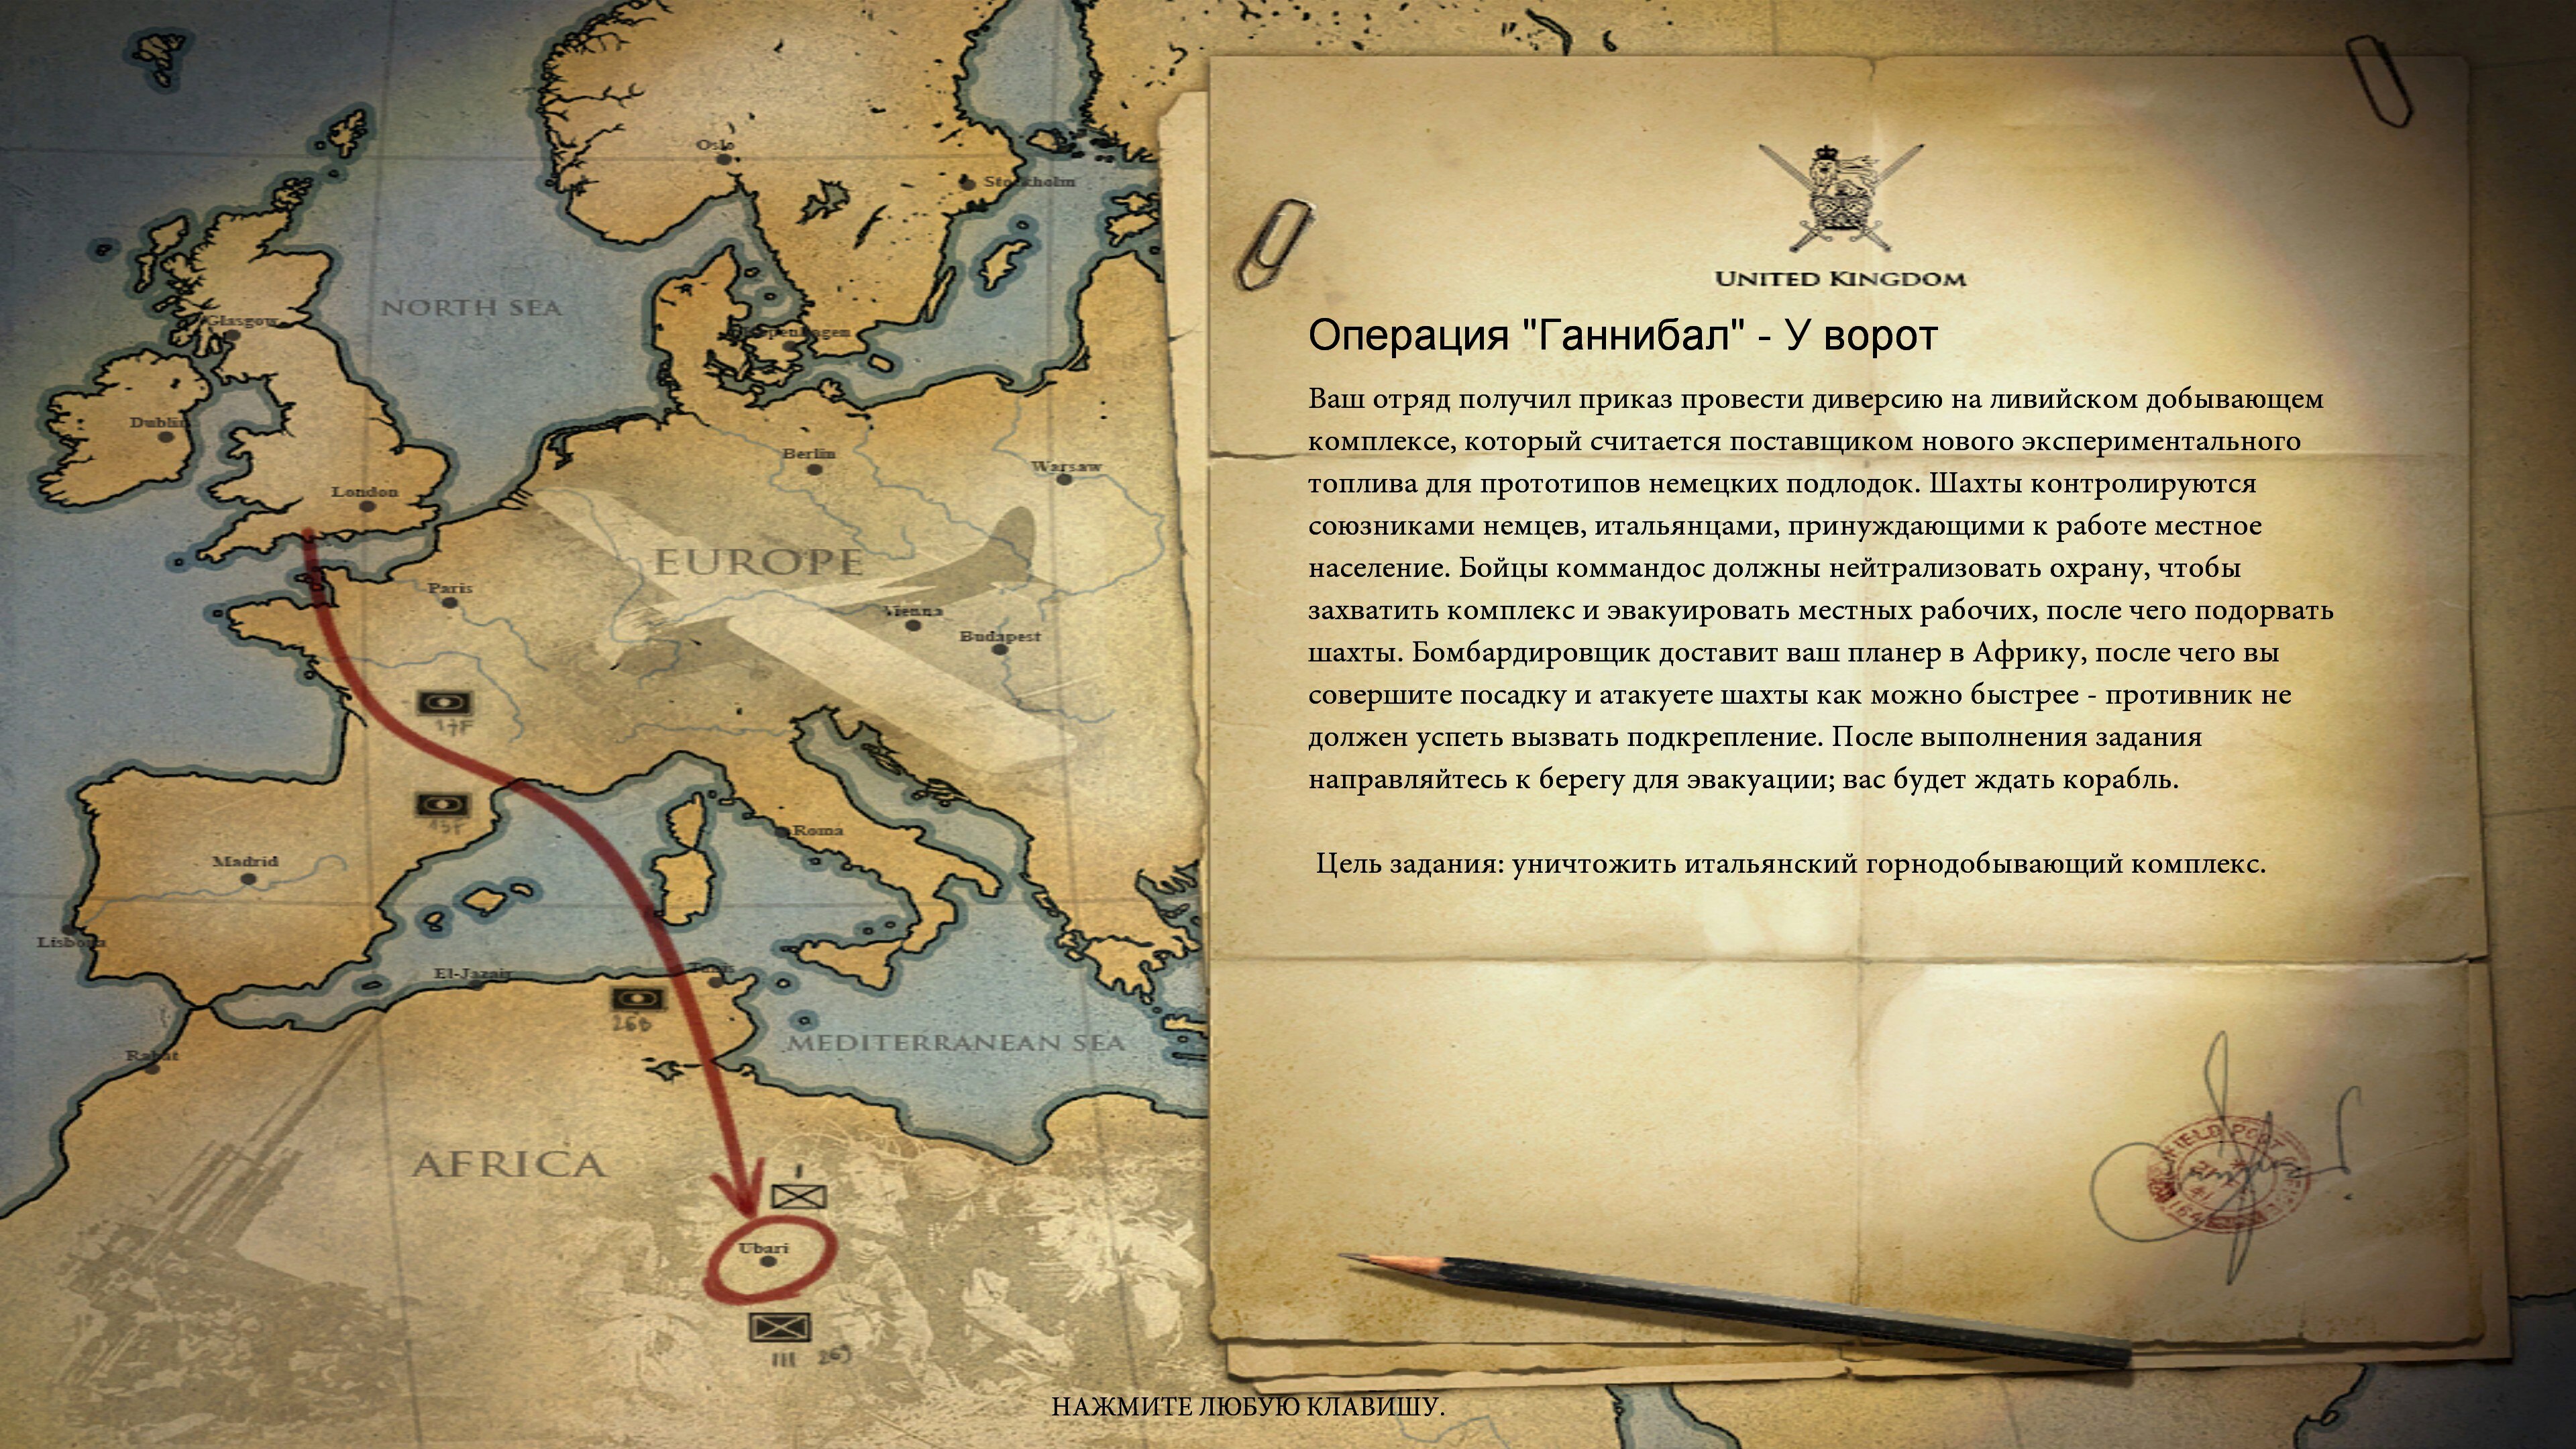 Oslo
Stockholm
NORTH SEA
Glasgow
Dublin
Berlin
Warsaw
London
EUROPE
Paris
Vienna
Budapest
Roma
Madrid
El-Jazair
Tunis
26B
MEDITERRANEAN SEA
Rabat
AFRICA
Ubari
III
UNITED KINGDOM
Операция "Ганнибал" - У ворот
Ваш отряд получил приказ провести диверсию на ливийском добывающем
комплексе, который считается поставщиком нового экспериментального
топлива для прототипов немецких подлодок. Шахты контролируются
союзниками немцев, итальянцами, принуждающими к работе местное
население. Бойцы коммандос должны нейтрализовать охрану, чтобы
захватить комплекс и эвакуировать местных рабочих, после чего подорвать
шахты. Бомбардировщик доставит ваш планер в Африку, после чего вы
совершите посадку и атакуете шахты как можно быстрее - противник не
должен успеть вызвать подкрепление. После выполнения задания
направляйтесь к берегу для эвакуации; вас будет ждать корабль.
Цель задания: уничтожить итальянский горнодобывающий комплекс.
FIELD POST
НАЖМИТЕ ЛЮБУЮ КЛАВИШУ.